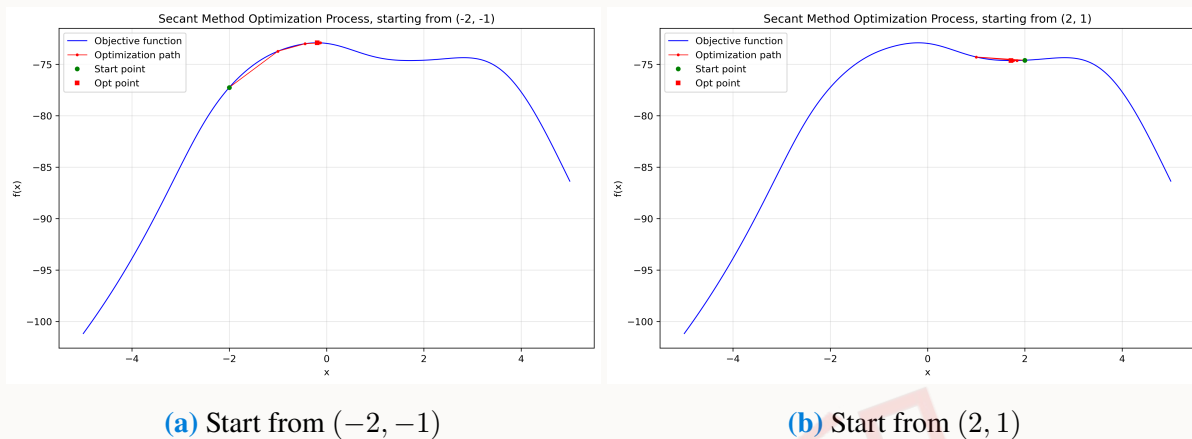 Secant Method Optimization Process, starting from (-2, -1)
Objective function
Optimization path
Start point
Opt point
−75
−80
−85
−90
−95
−100
f(x)
−4 −2 0 2 4
x
(a) Start from (−2, −1)
Secant Method Optimization Process, starting from (2, 1)
Objective function
Optimization path
Start point
Opt point
−75
−80
−85
−90
−95
−100
f(x)
−4 −2 0 2 4
x
(b) Start from (2, 1)